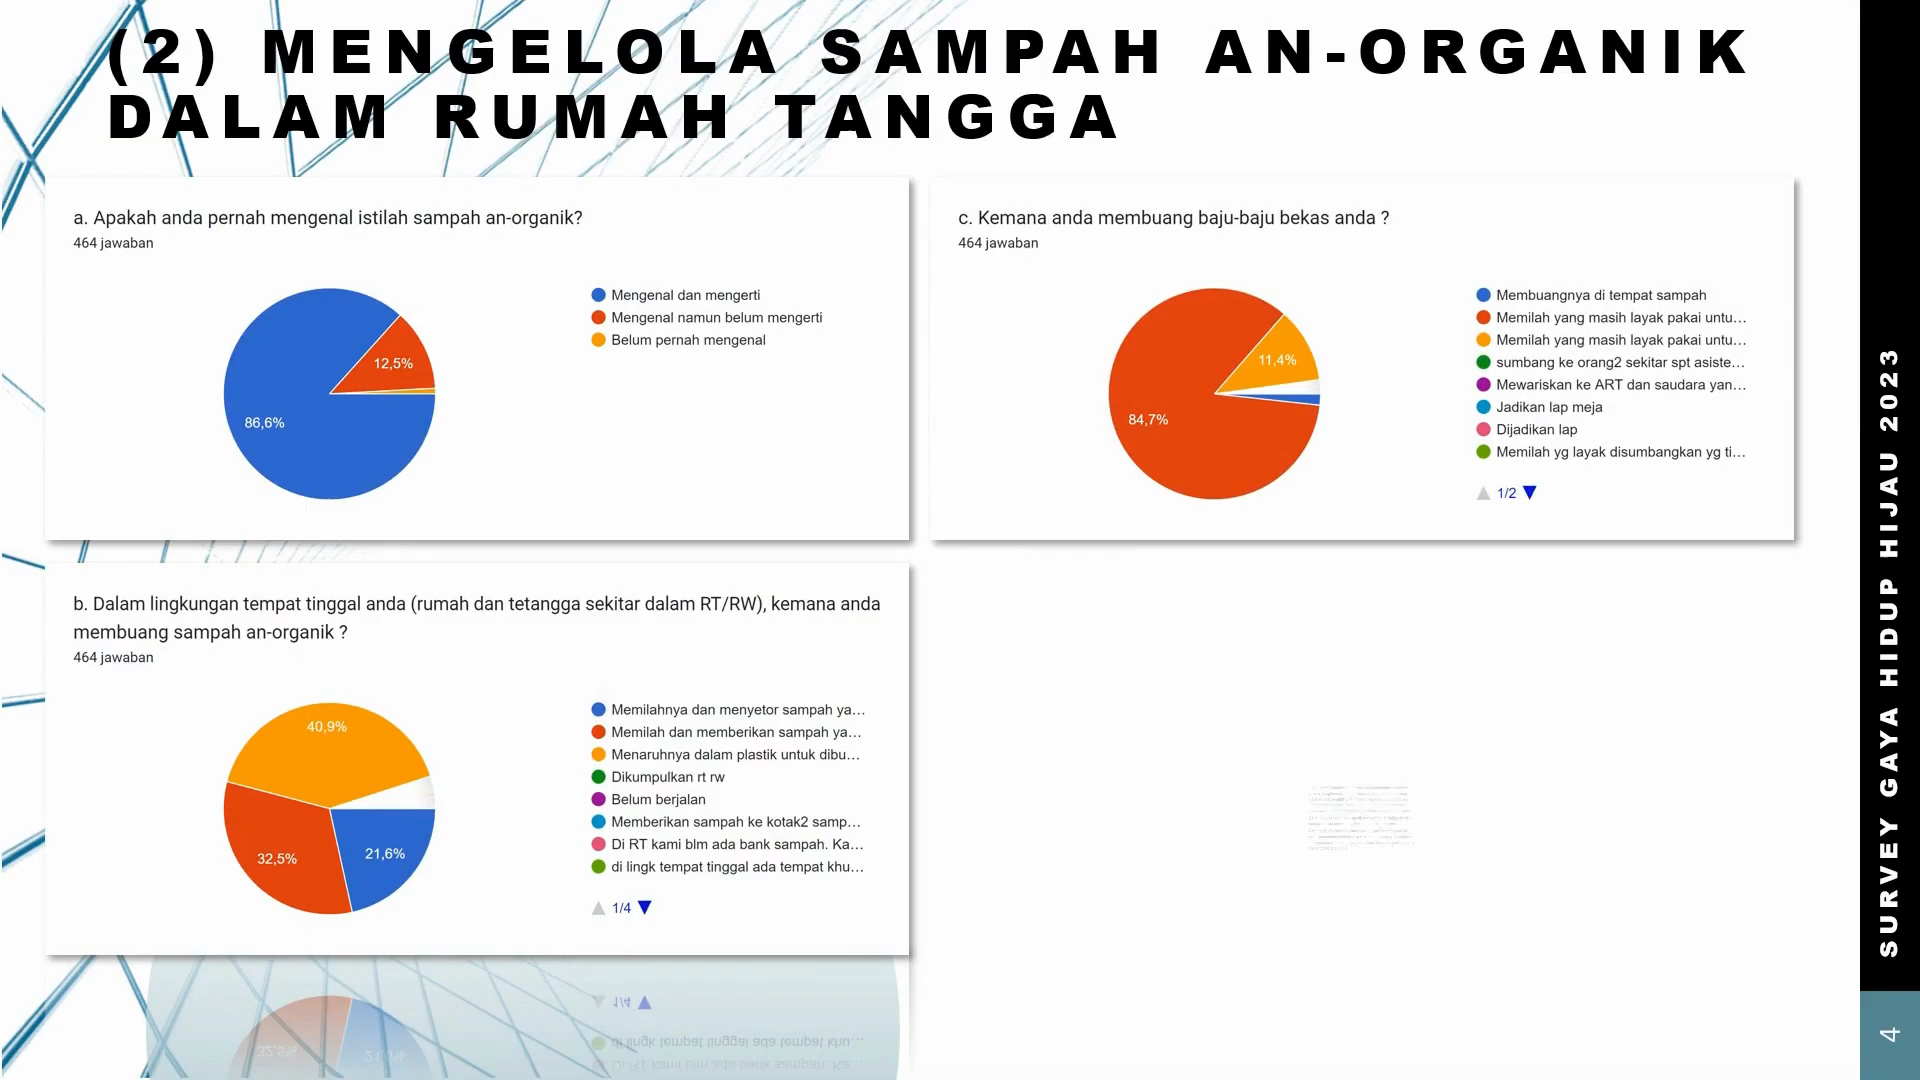 (2) MENGELOLA SAMPAH AN-ORGANIK
DALAM RUMAH TANGGA
a. Apakah anda pernah mengenal istilah sampah an-organik?
464 jawaban
Mengenal dan mengerti
Mengenal namun belum mengerti
Belum pernah mengenal
12,5%
86,6%
b. Dalam lingkungan tempat tinggal anda (rumah dan tetangga sekitar dalam RT/RW), kemana anda
membuang sampah an-organik ?
464 jawaban
Memilahnya dan menyetor sampah ya...
Memilah dan memberikan sampah ya...
Menaruhnya dalam plastik untuk dibu...
Dikumpulkan rt rw
Belum berjalan
Memberikan sampah ke kotak2 samp...
Di RT kami blm ada bank sampah. Ka...
di lingk tempat tinggal ada tempat khu...
1/4
40,9%
32,5%
21,6%
c. Kemana anda membuang baju-baju bekas anda ?
464 jawaban
Membuangnya di tempat sampah
Memilah yang masih layak pakai untu...
Memilah yang masih layak pakai untu...
sumbang ke orang2 sekitar spt asiste...
Mewariskan ke ART dan saudara yan...
Jadikan lap meja
Dijadikan lap
Memilah yg layak disumbangkan yg ti...
1/2
11,4%
84,7%
SURVEY GAYA HIDUP HIJAU 2023
4